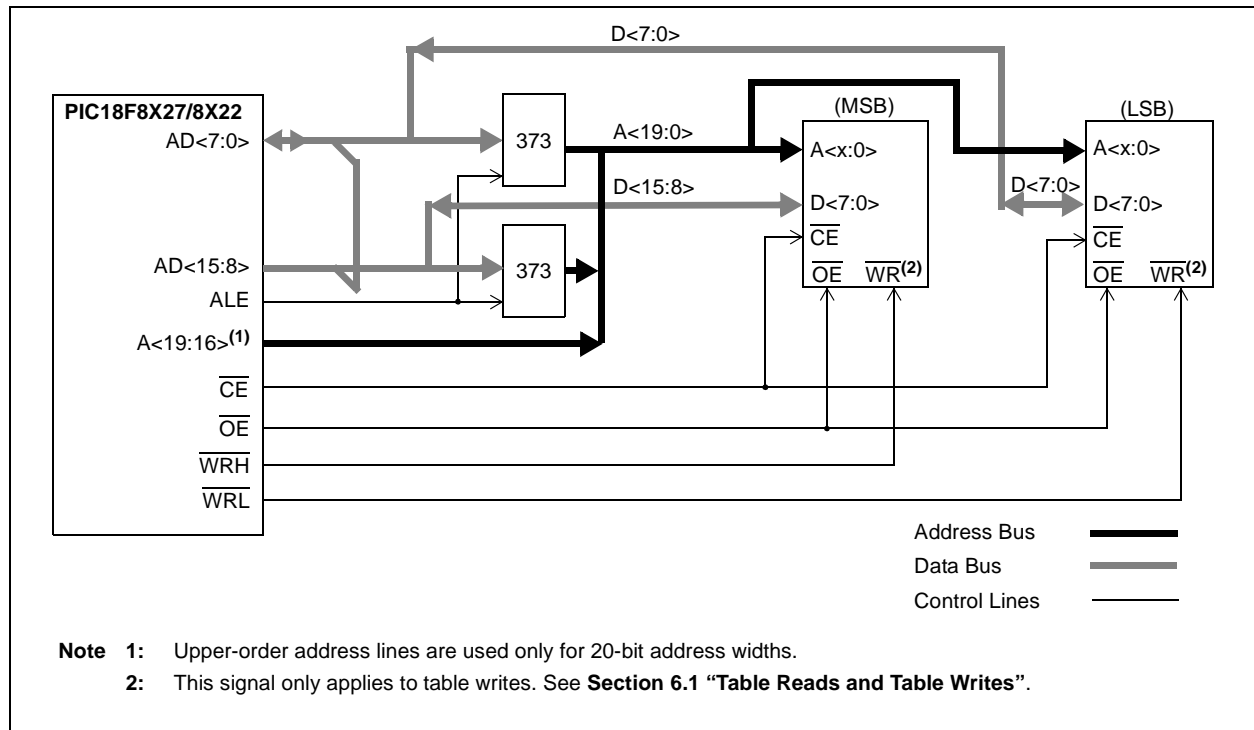 D<7:0>
PIC18F8X27/8X22
AD<7:0>
373
A<19:0>
D<15:8>
(MSB)
A<x:0>
D<7:0>
CE
OE WR(2)
(LSB)
A<x:0>
D<7:0>
D<7:0>
CE
OE WR(2)
AD<15:8>
373
ALE
A<19:16>(1)
CE
OE
WRH
WRL
Address Bus
Data Bus
Control Lines
Note 1: Upper-order address lines are used only for 20-bit address widths.
2: This signal only applies to table writes. See Section 6.1 “Table Reads and Table Writes”.